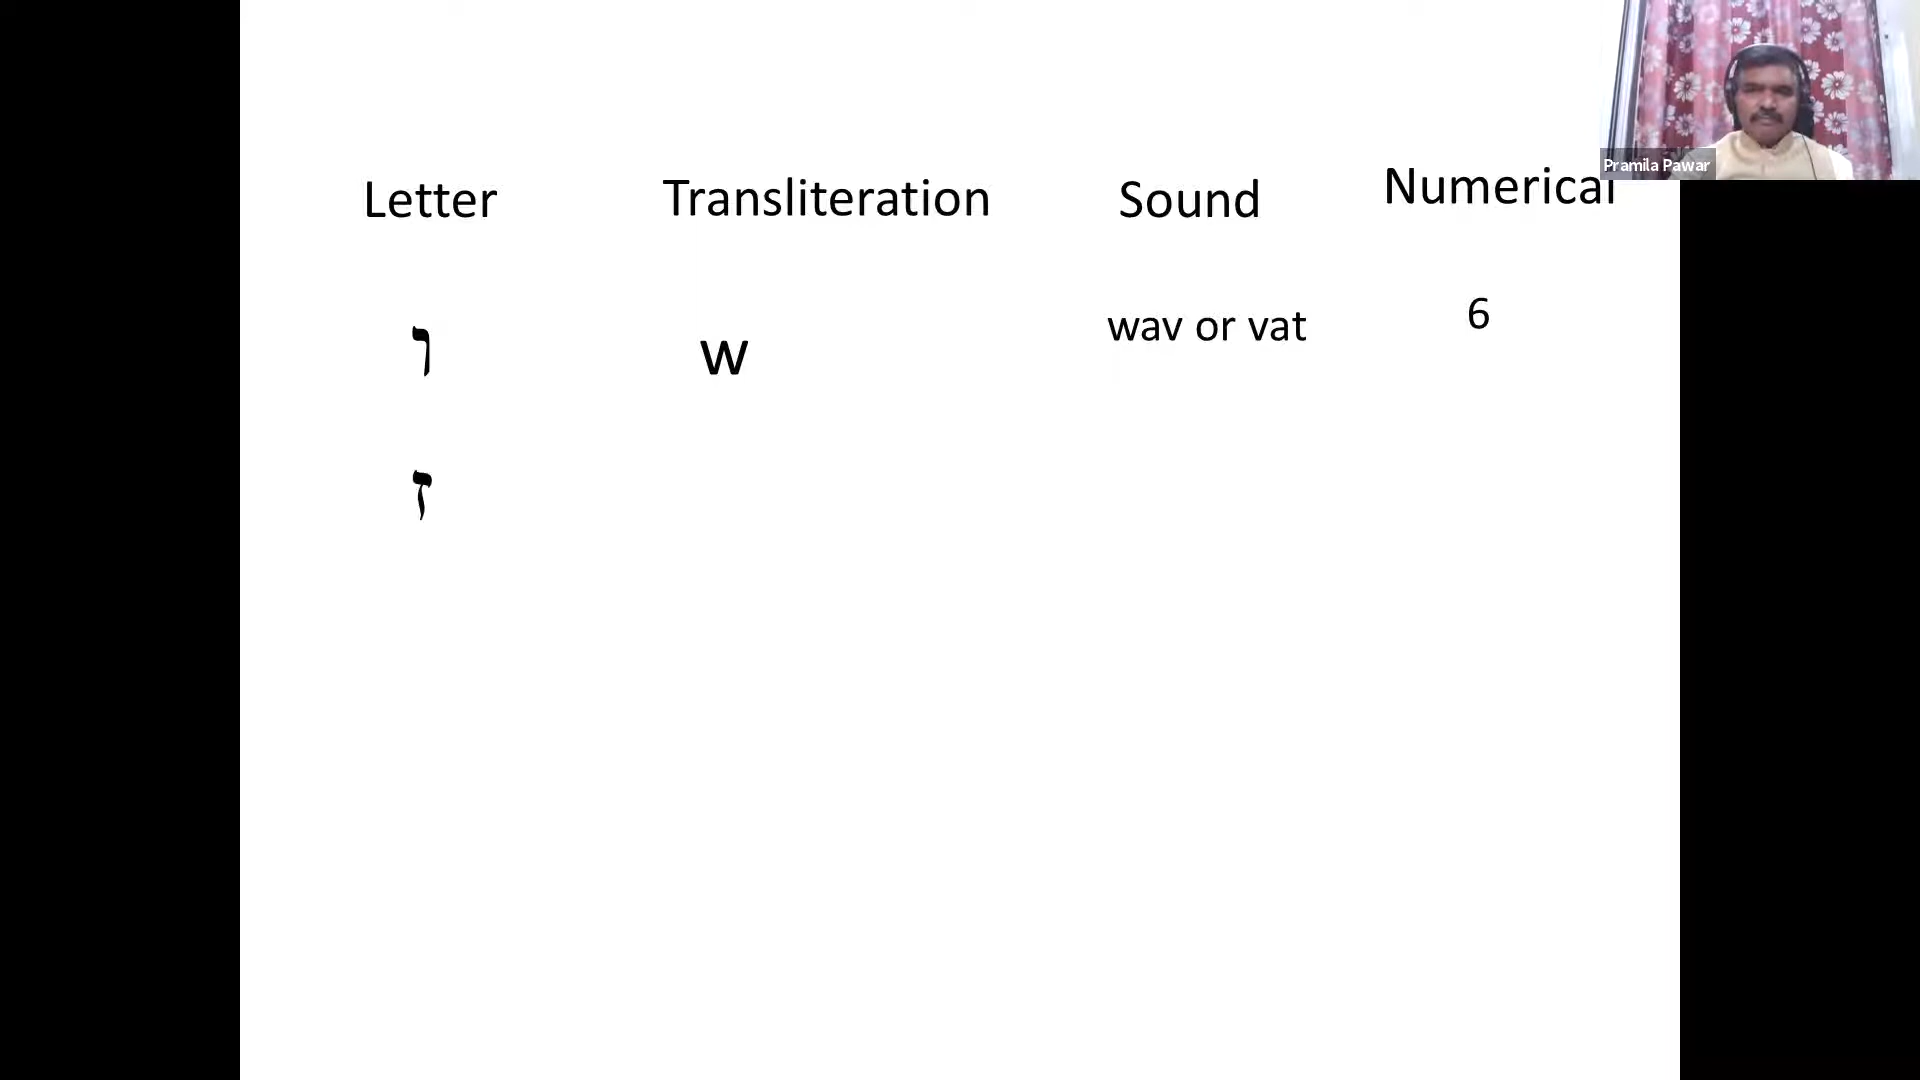 Letter Transliteration Sound Numerical
ו w wav or vat 6
ז
Pramila Pawar